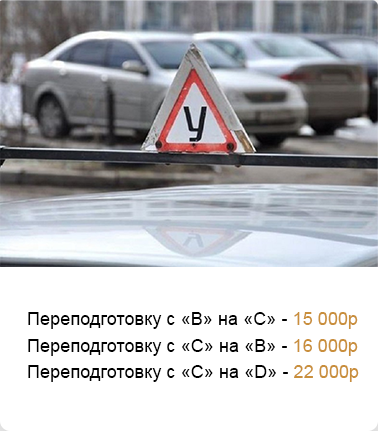 У
Переподготовку с «B» на «C» - 15 000р
Переподготовку с «C» на «B» - 16 000р
Переподготовку с «C» на «D» - 22 000р